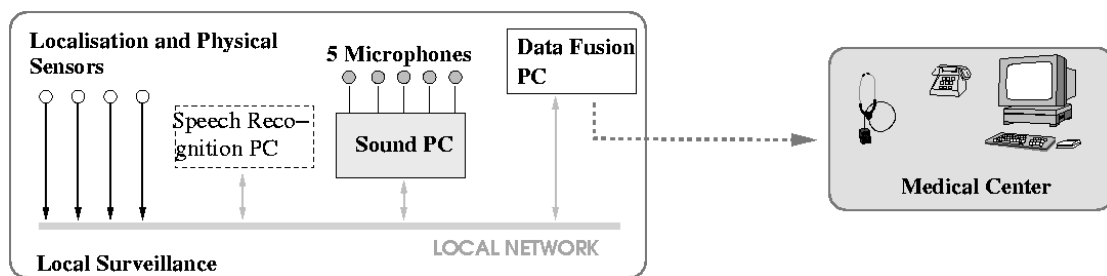 Localisation and Physical
Sensors
5 Microphones
Data Fusion
PC
Speech Reco–
gnition PC
Sound PC
LOCAL NETWORK
Local Surveillance
Medical Center